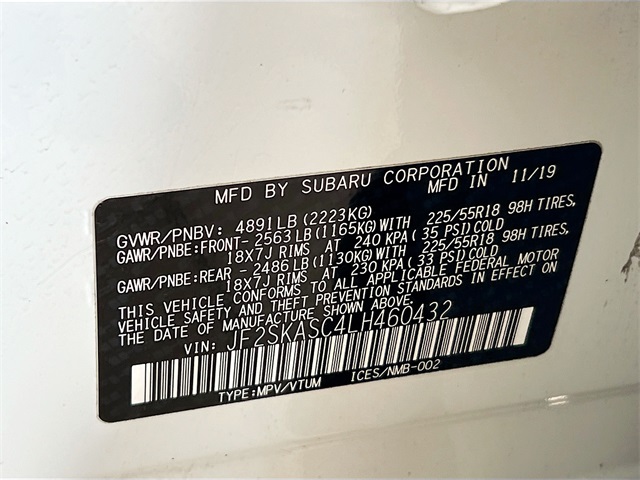 MFD BY SUBARU CORPORATION
MFD IN 11/19
GVWR/PNBV: 4891LB (2223KG)
GAWR/PNBE:FRONT- 2563LB (1165KG) WITH 225/55R18 98H TIRES,
18X7J RIMS AT 240 KPA (35 PSI) COLD
GAWR/PNBE:REAR -2486LB (1130KG) WITH 225/55R18 98H TIRES,
18X7J RIMS AT 230 KPA (33 PSI) COLD
THIS VEHICLE CONFORMS TO ALL APPLICABLE FEDERAL MOTOR
VEHICLE SAFETY AND THEFT PREVENTION STANDARDS IN EFFECT ON
THE DATE OF MANUFACTURE SHOWN ABOVE.
VIN: JF2SKASC4LH460432
TYPE:MPV/VTUM ICES/NMB-002